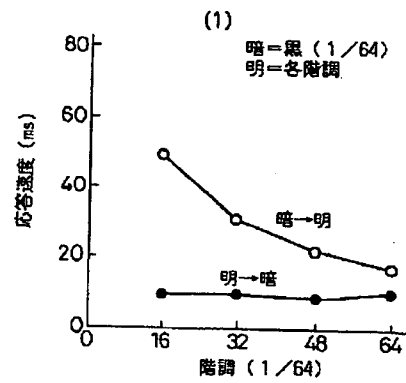 (1)
80
暗=黒(1/64)
明=各階調
60
応答速度(ms)
40
暗→明
20
明→暗
0
0 16 32 48 64
階調(1/64)